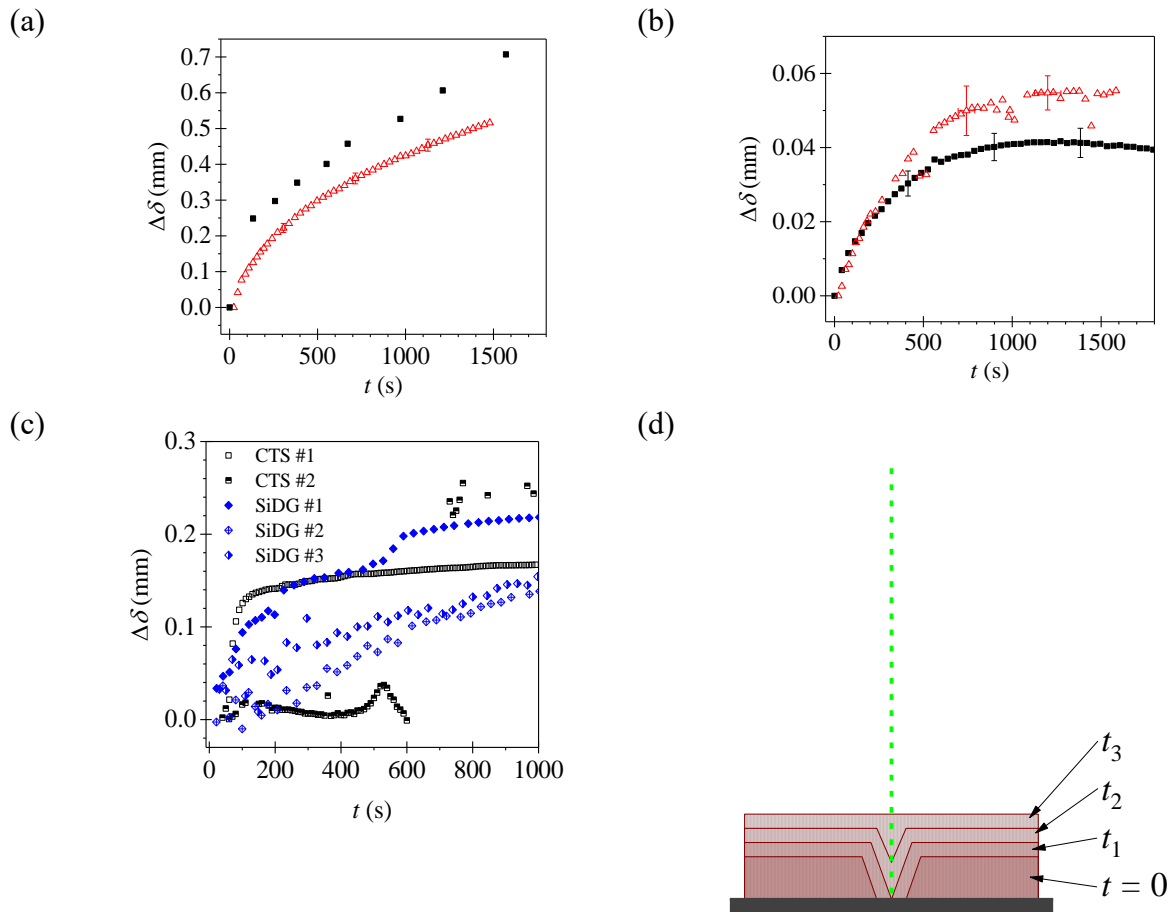 (a)
0.7
0.6
0.5
0.4
0.3
0.2
0.1
0.0
Δδ (mm)
0 500 1000 1500
t (s)
(b)
0.06
0.04
0.02
0.00
Δδ (mm)
0 500 1000 1500
t (s)
(c)
0.3
0.2
0.1
0.0
Δδ (mm)
CTS #1
CTS #2
SiDG #1
SiDG #2
SiDG #3
0 200 400 600 800 1000
t (s)
(d)
t₃
t₂
t₁
t = 0